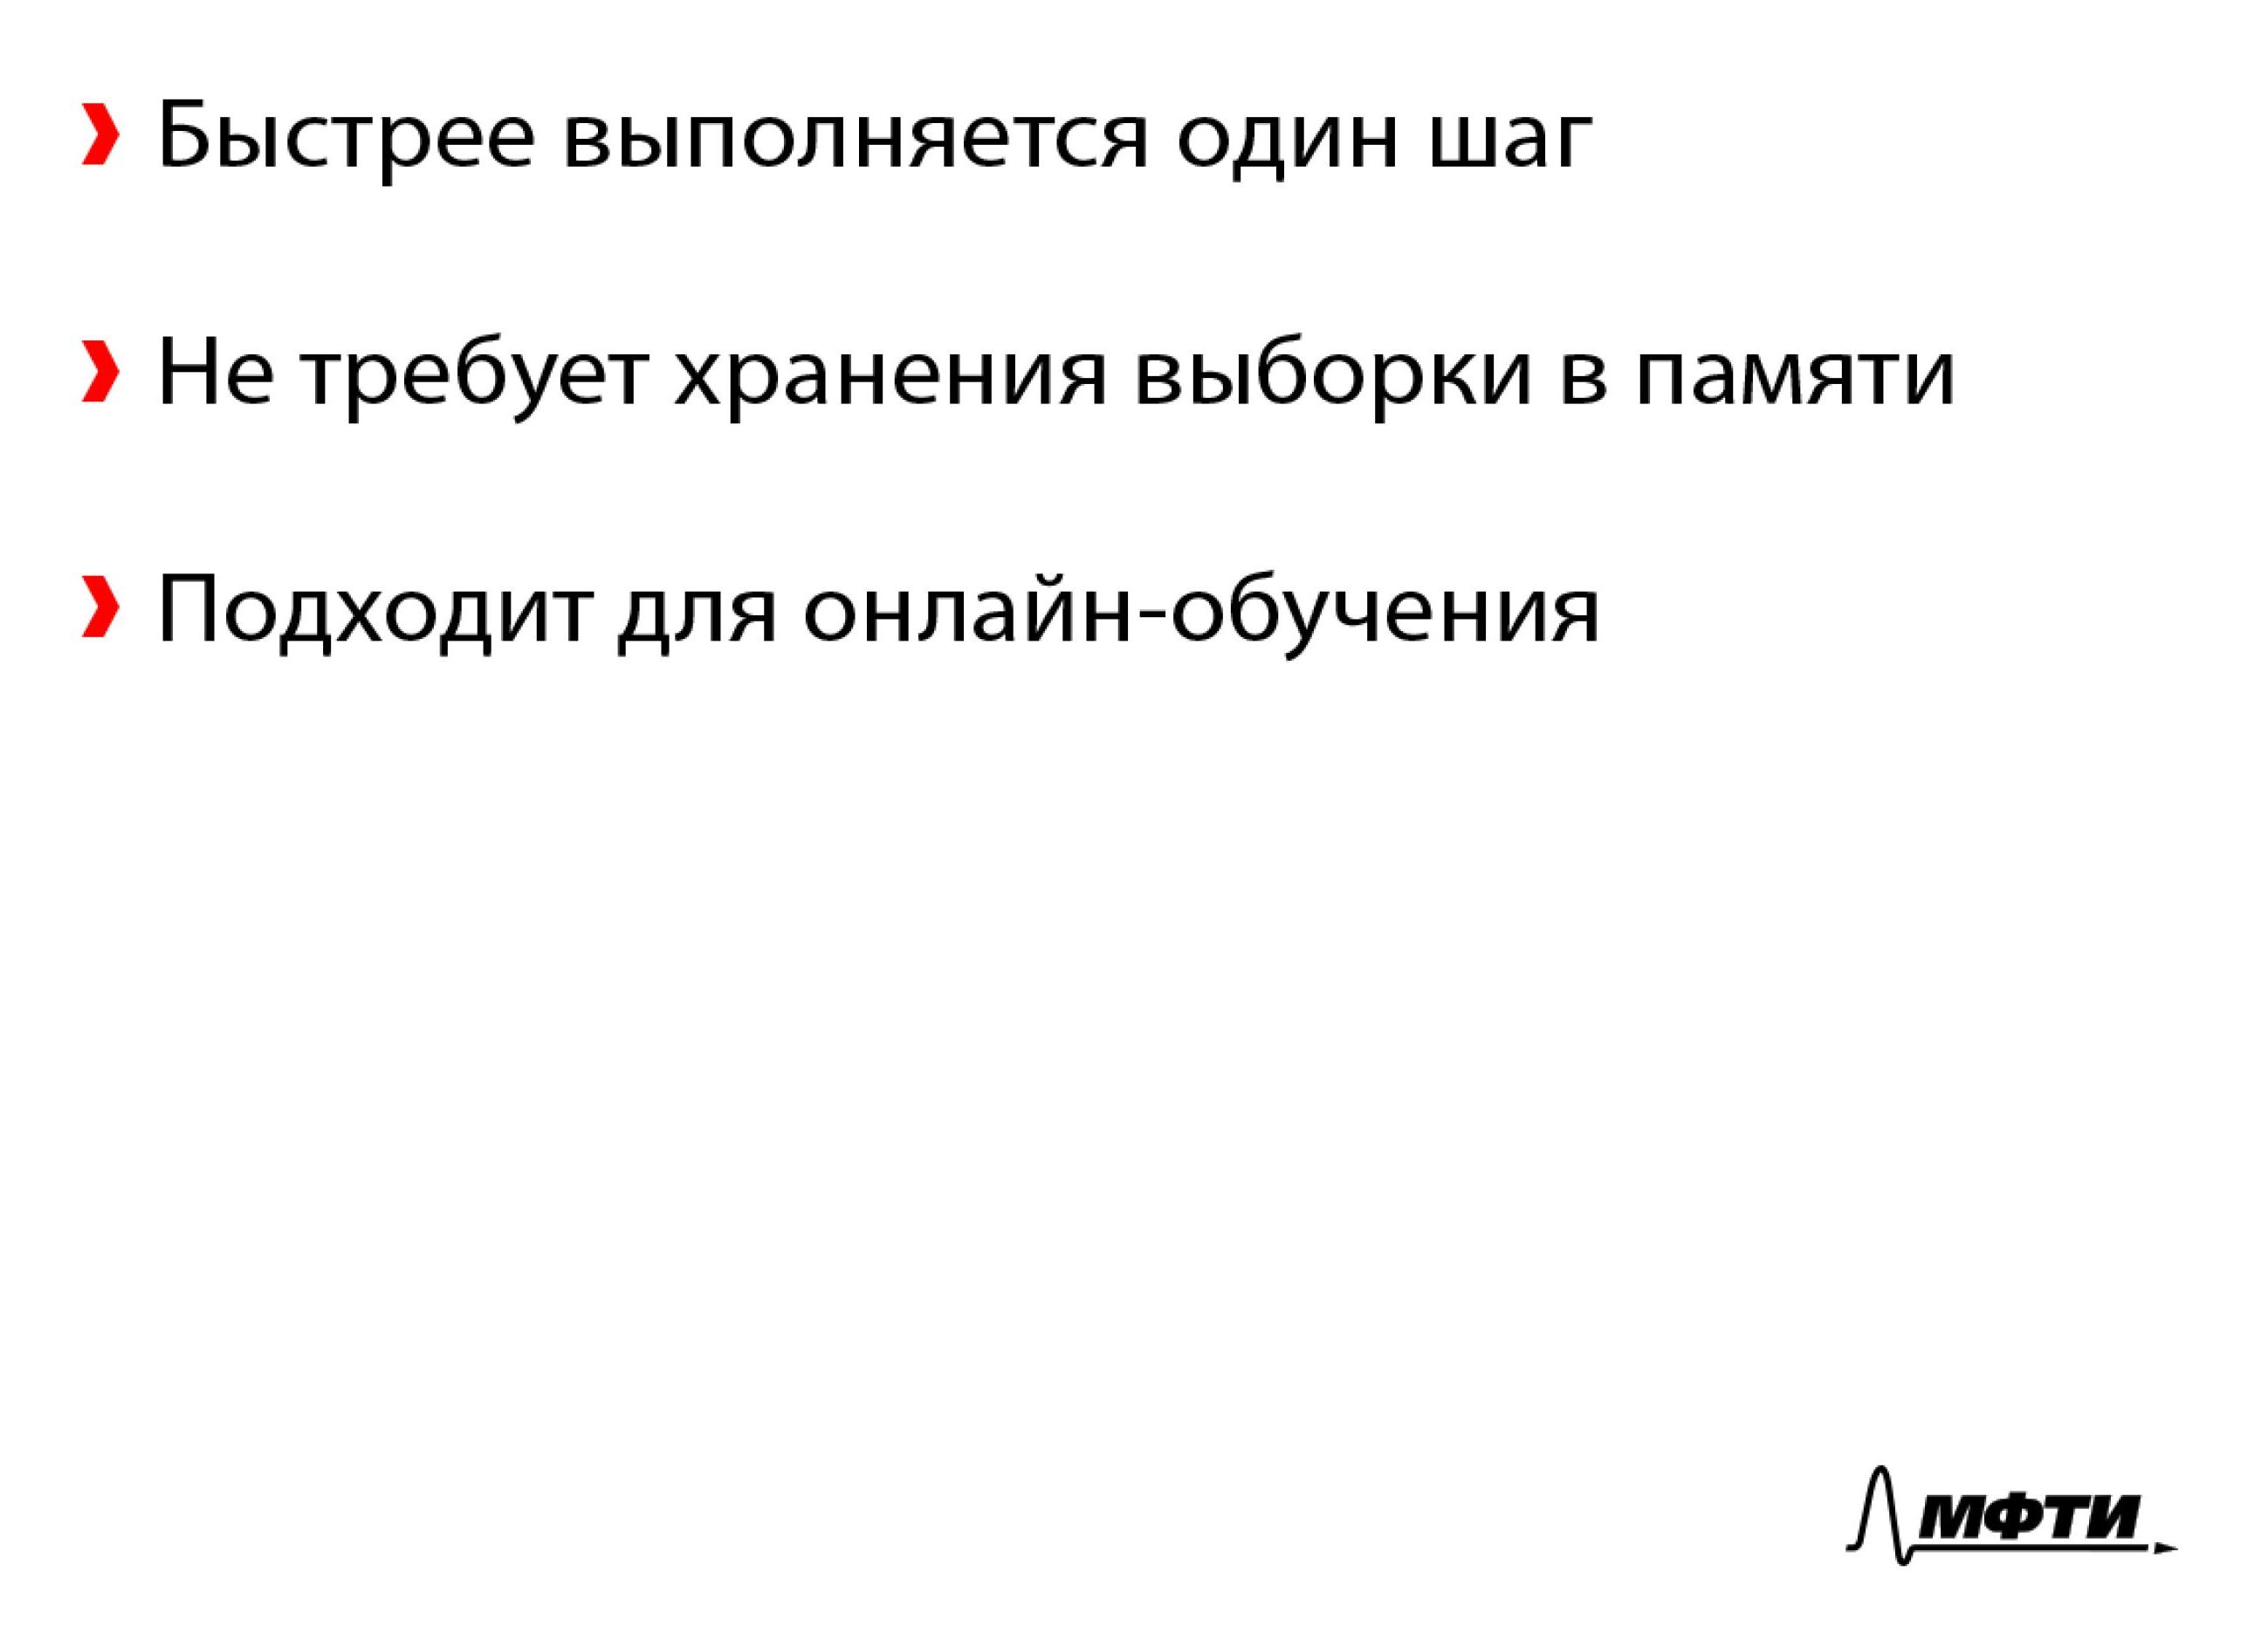 Быстрее выполняется один шаг
Не требует хранения выборки в памяти
Подходит для онлайн-обучения
МФТИ